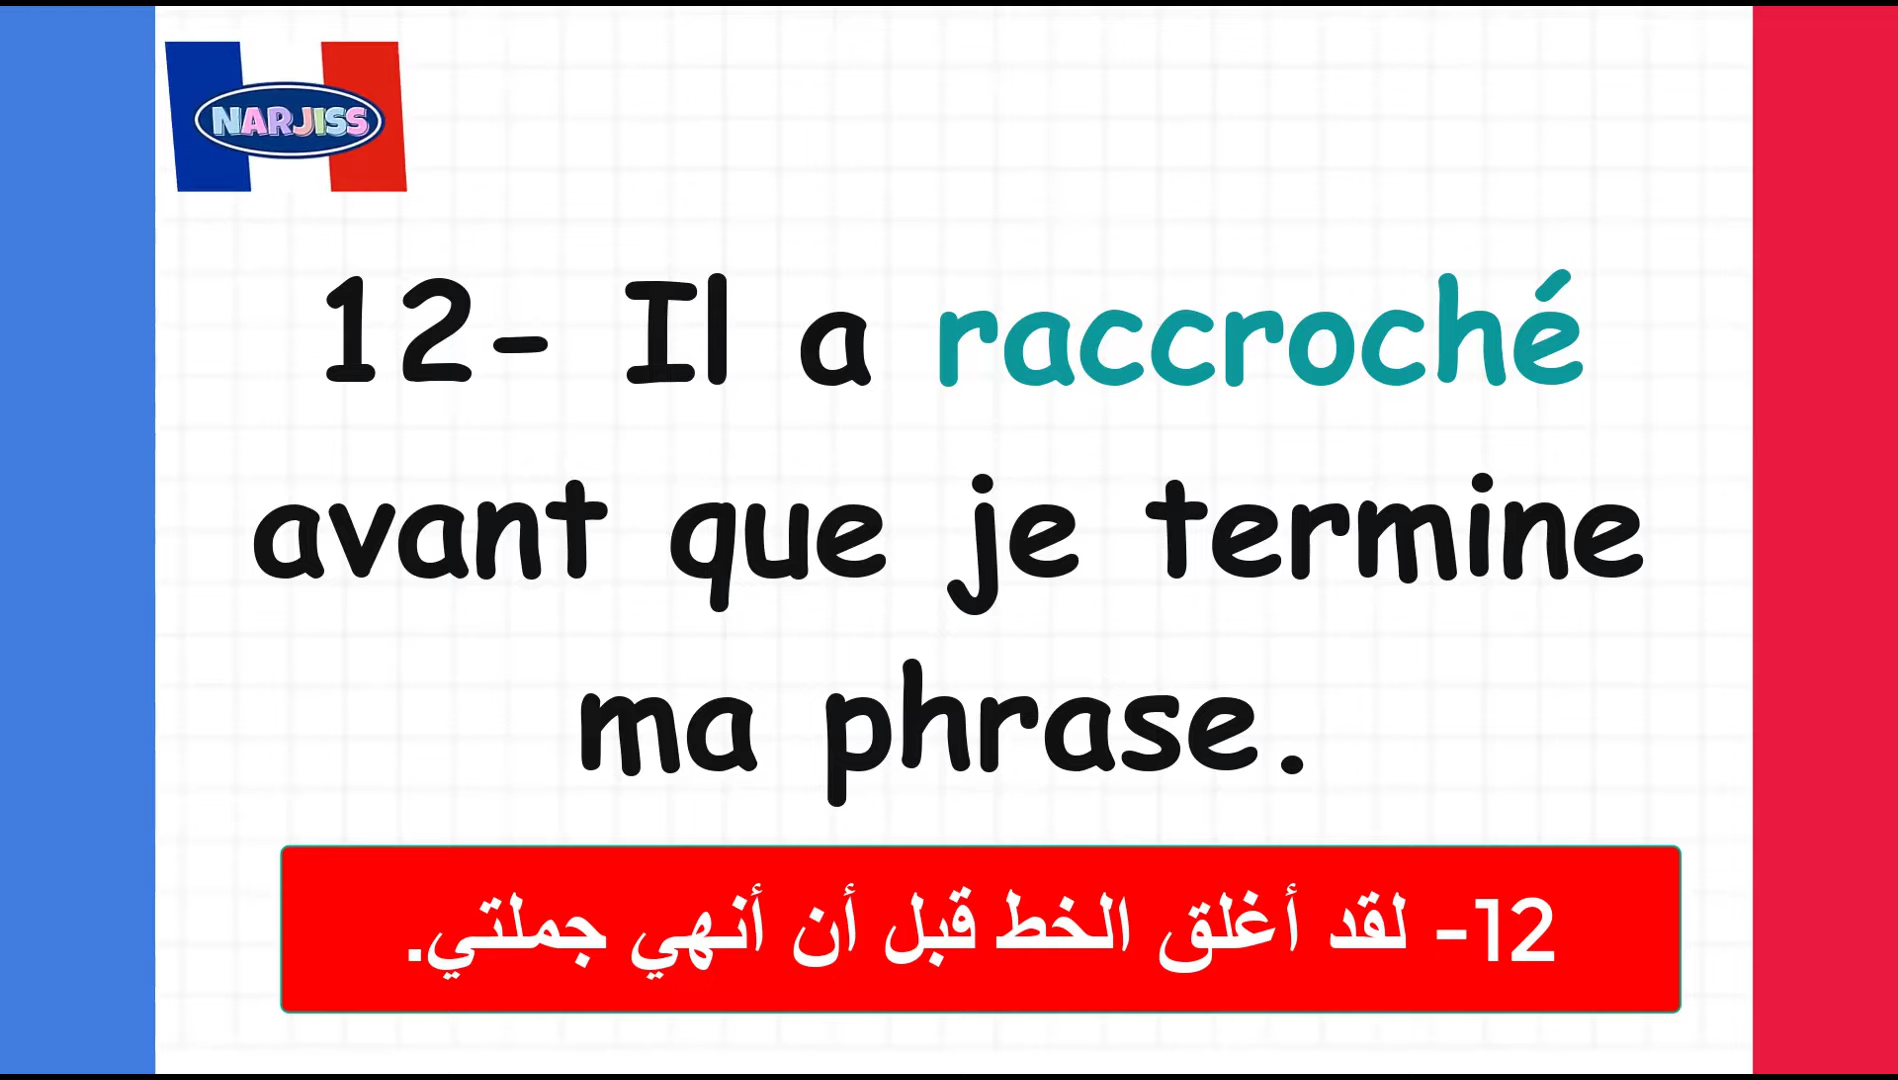 NARJISS
12- Il a raccroché
avant que je termine
ma phrase.
12- لقد أغلق الخط قبل أن أنهي جملتي.